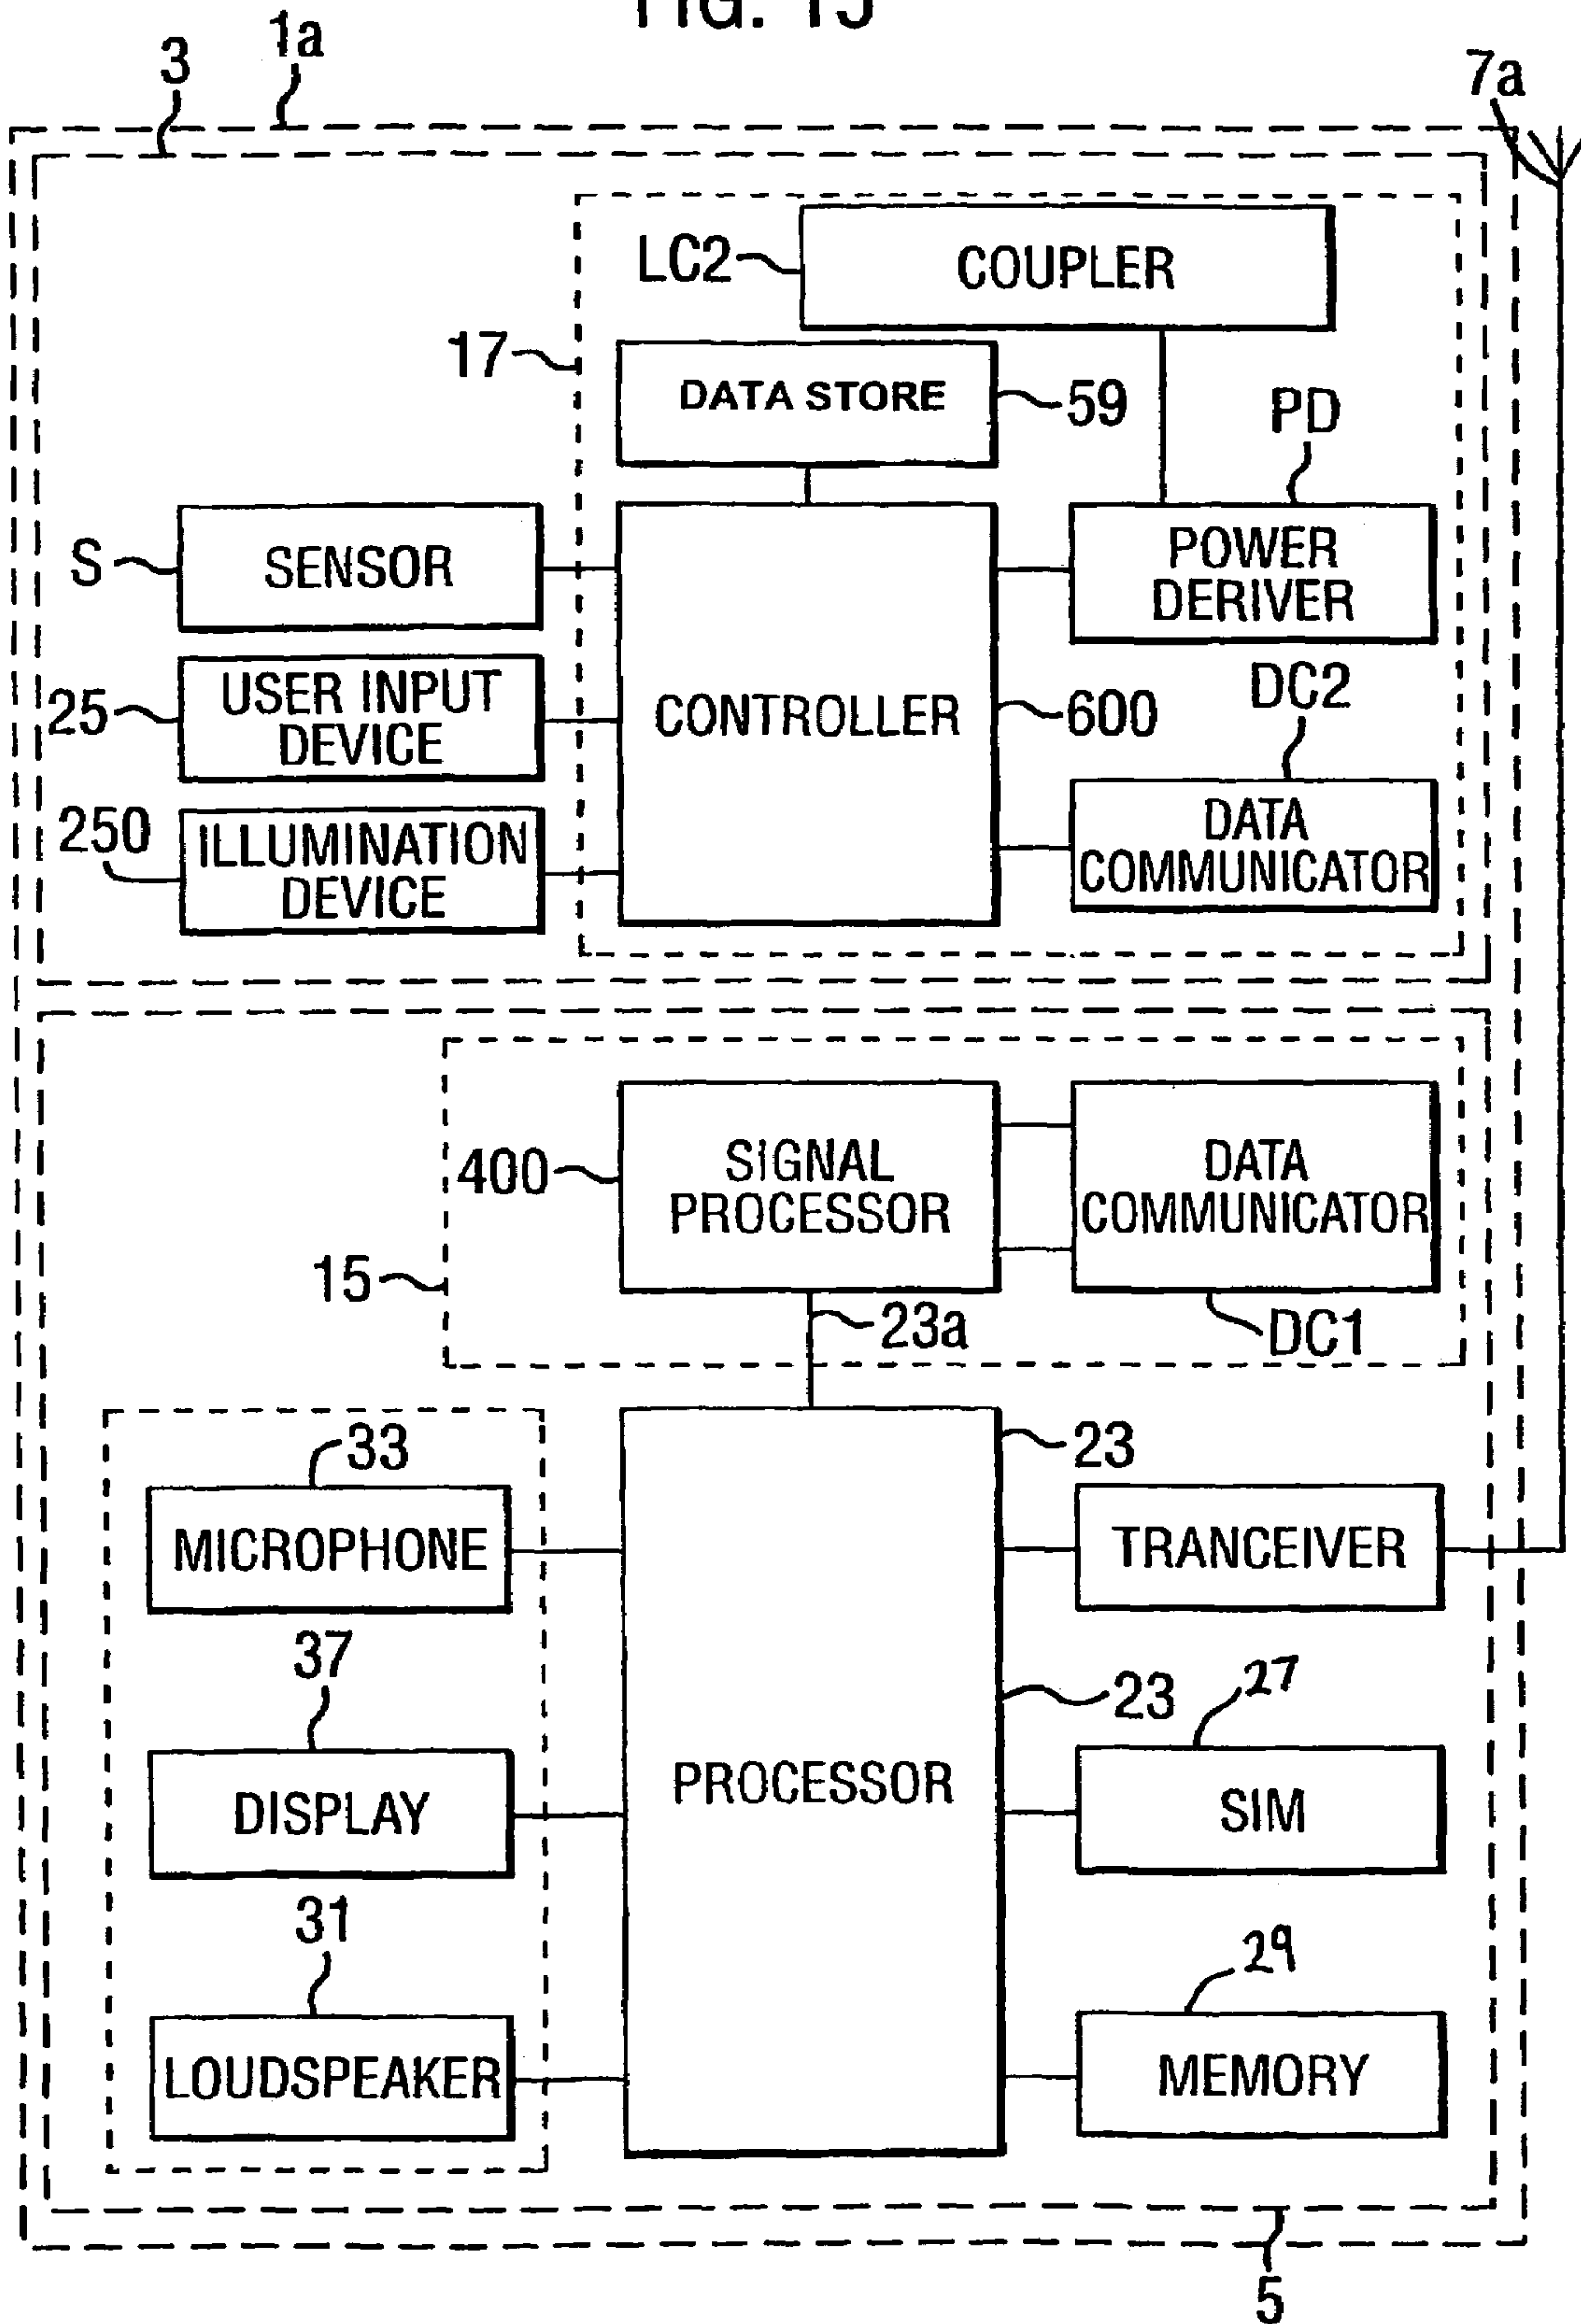 FIG. 15
1a
3
7a
LC2
COUPLER
17
DATA STORE
59
PD
S
SENSOR
POWER
DERIVER
25
USER INPUT
DEVICE
CONTROLLER
600
DC2
250
ILLUMINATION
DEVICE
DATA
COMMUNICATOR
400
SIGNAL
PROCESSOR
DATA
COMMUNICATOR
15
23a
DC1
33
23
MICROPHONE
TRANCEIVER
37
23
27
DISPLAY
PROCESSOR
SIM
31
29
LOUDSPEAKER
MEMORY
5